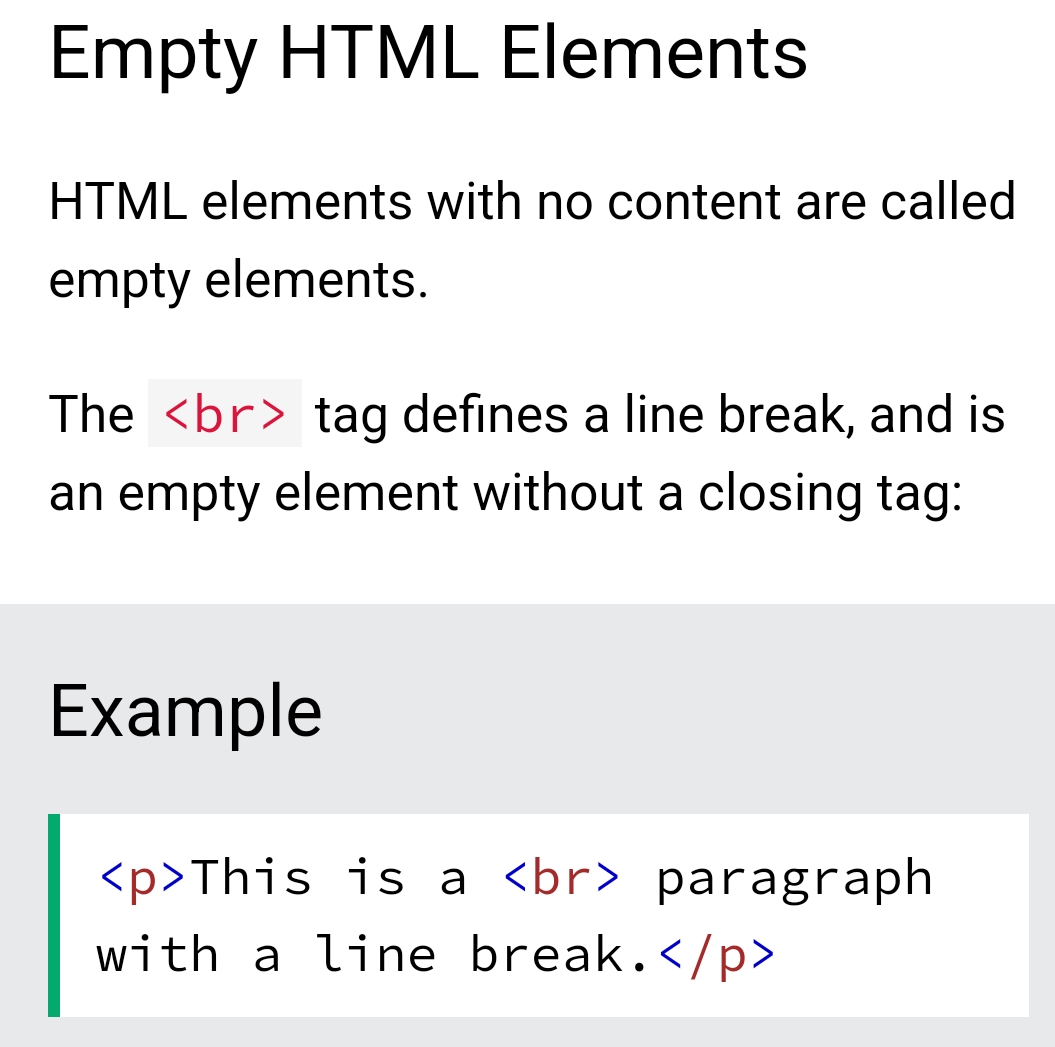 Empty HTML Elements
HTML elements with no content are called
empty elements.
The <br> tag defines a line break, and is
an empty element without a closing tag:
Example
<p>This is a <br> paragraph
with a line break.</p>